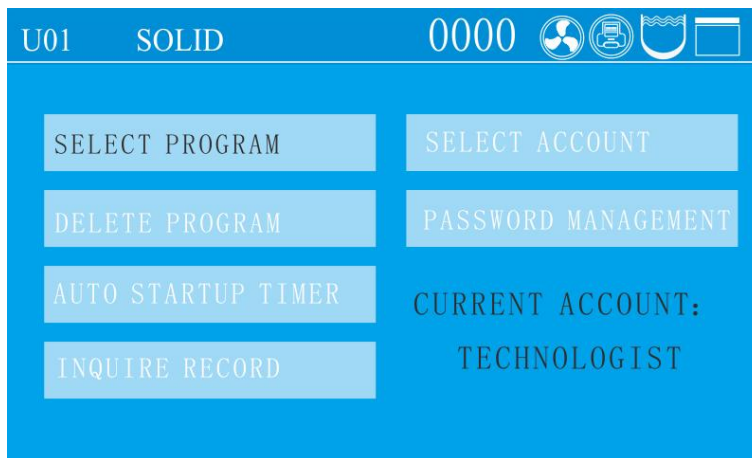 U01 SOLID 0000
SELECT PROGRAM
DELETE PROGRAM
AUTO STARTUP TIMER
INQUIRE RECORD
SELECT ACCOUNT
PASSWORD MANAGEMENT
CURRENT ACCOUNT:
TECHNOLOGIST